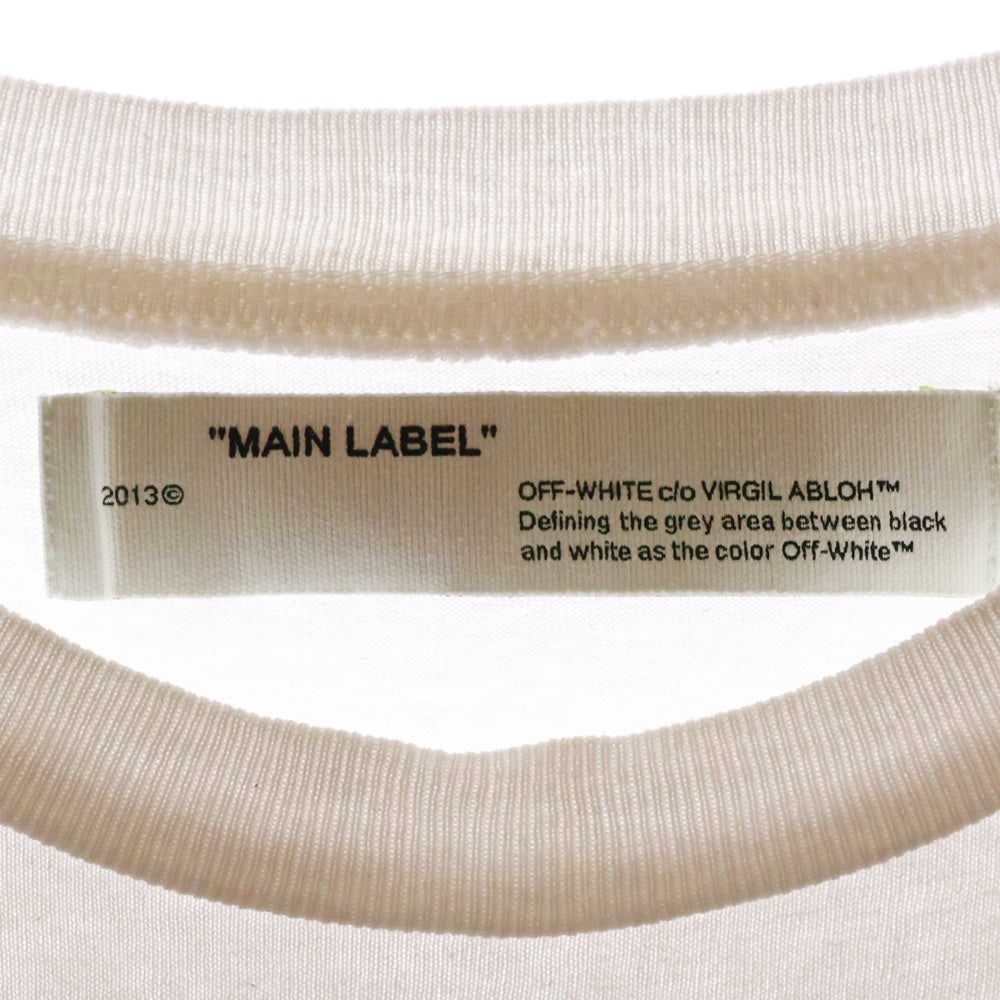 "MAIN LABEL"
2013©
OFF-WHITE c/o VIRGIL ABLOH™
Defining the grey area between black
and white as the color Off-White™